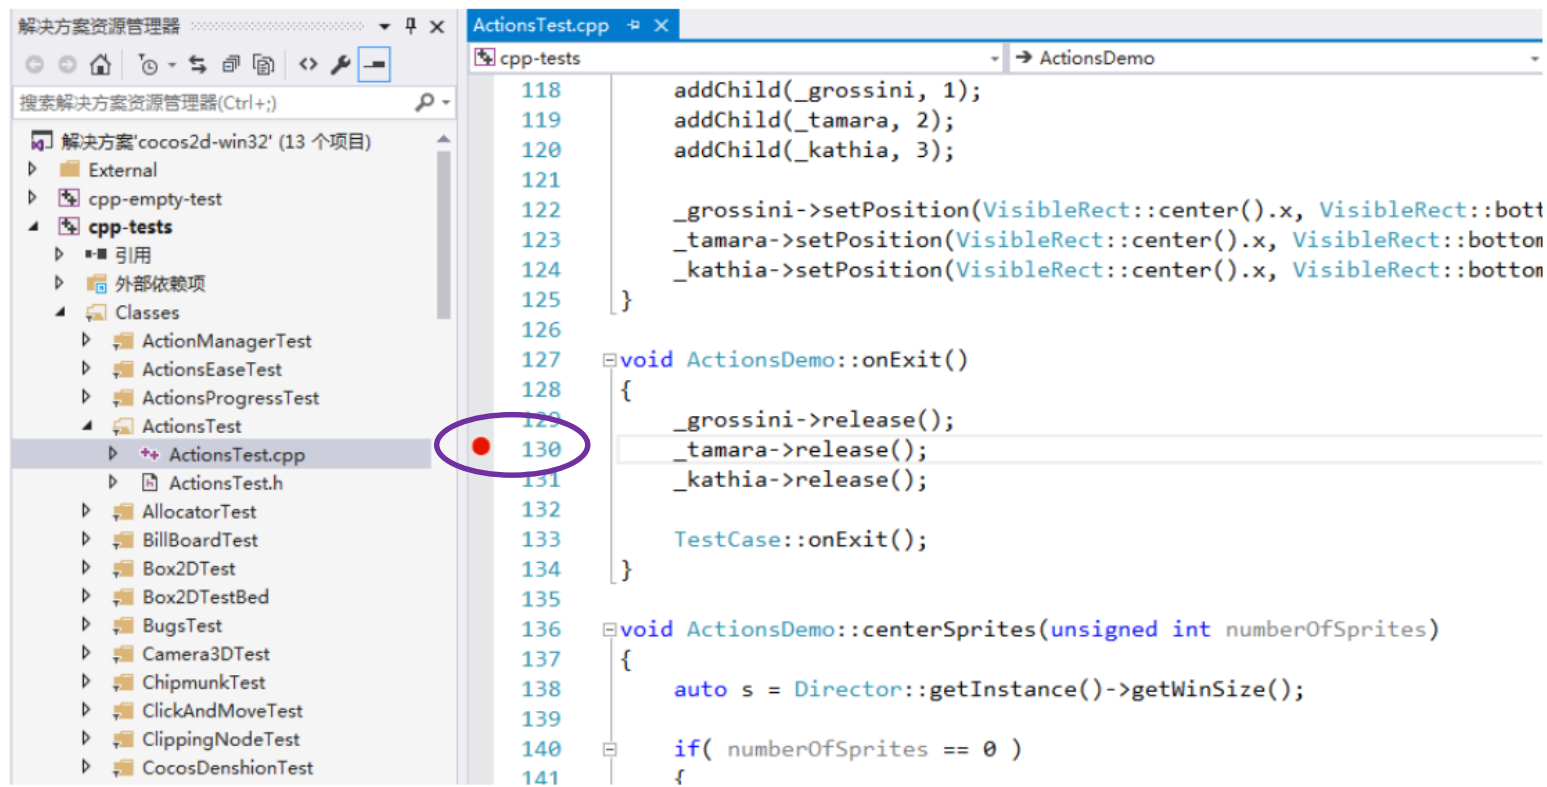 解决方案资源管理器
搜索解决方案资源管理器(Ctrl+;)
解决方案'cocos2d-win32' (13 个项目)
External
cpp-empty-test
cpp-tests
引用
外部依赖项
Classes
ActionManagerTest
ActionsEaseTest
ActionsProgressTest
ActionsTest
ActionsTest.cpp
ActionsTest.h
AllocatorTest
BillBoardTest
Box2DTest
Box2DTestBed
BugsTest
Camera3DTest
ChipmunkTest
ClickAndMoveTest
ClippingNodeTest
CocosDenshionTest
ActionsTest.cpp
cpp-tests
ActionsDemo
118 addChild(_grossini, 1);
119 addChild(_tamara, 2);
120 addChild(_kathia, 3);
121
122 _grossini->setPosition(VisibleRect::center().x, VisibleRect::bott
123 _tamara->setPosition(VisibleRect::center().x, VisibleRect::bottom
124 _kathia->setPosition(VisibleRect::center().x, VisibleRect::bottom
125 }
126
127 void ActionsDemo::onExit()
128 {
129 _grossini->release();
130 _tamara->release();
131 _kathia->release();
132
133 TestCase::onExit();
134 }
135
136 void ActionsDemo::centerSprites(unsigned int numberOfSprites)
137 {
138 auto s = Director::getInstance()->getWinSize();
139
140 if( numberOfSprites == 0 )
141 {